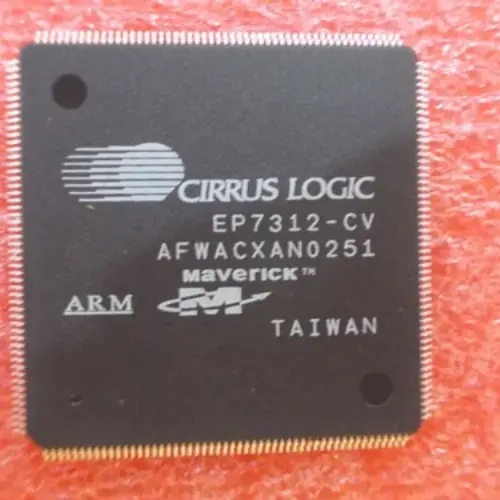 CIRRUS LOGIC
EP7312-CV
AFWACXAN0251
MaveRICK™
ARM
M
TAIWAN